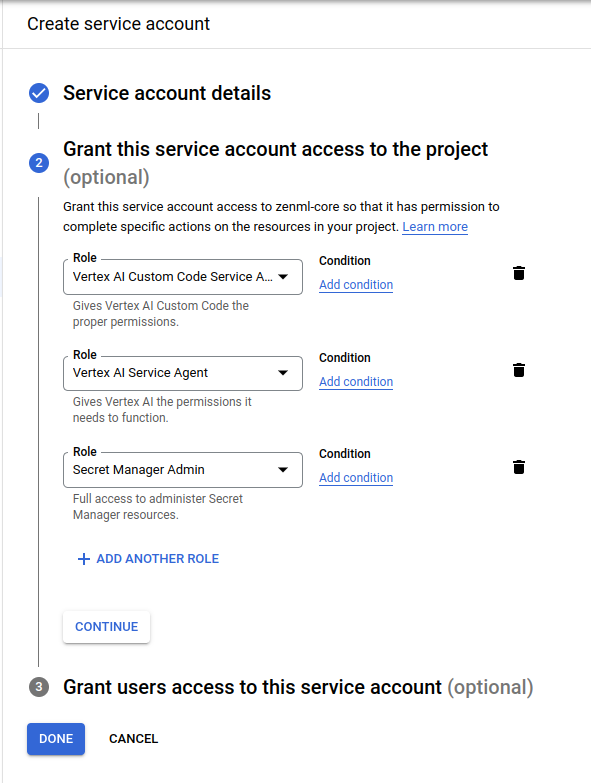 Create service account
Service account details
2
Grant this service account access to the project
(optional)
Grant this service account access to zenml-core so that it has permission to
complete specific actions on the resources in your project. Learn more
Role
Condition
Vertex AI Custom Code Service A...
Add condition
Gives Vertex AI Custom Code the
proper permissions.
Role
Condition
Vertex AI Service Agent
Add condition
Gives Vertex AI the permissions it
needs to function.
Role
Condition
Secret Manager Admin
Add condition
Full access to administer Secret
Manager resources.
+ ADD ANOTHER ROLE
CONTINUE
3
Grant users access to this service account (optional)
DONE
CANCEL